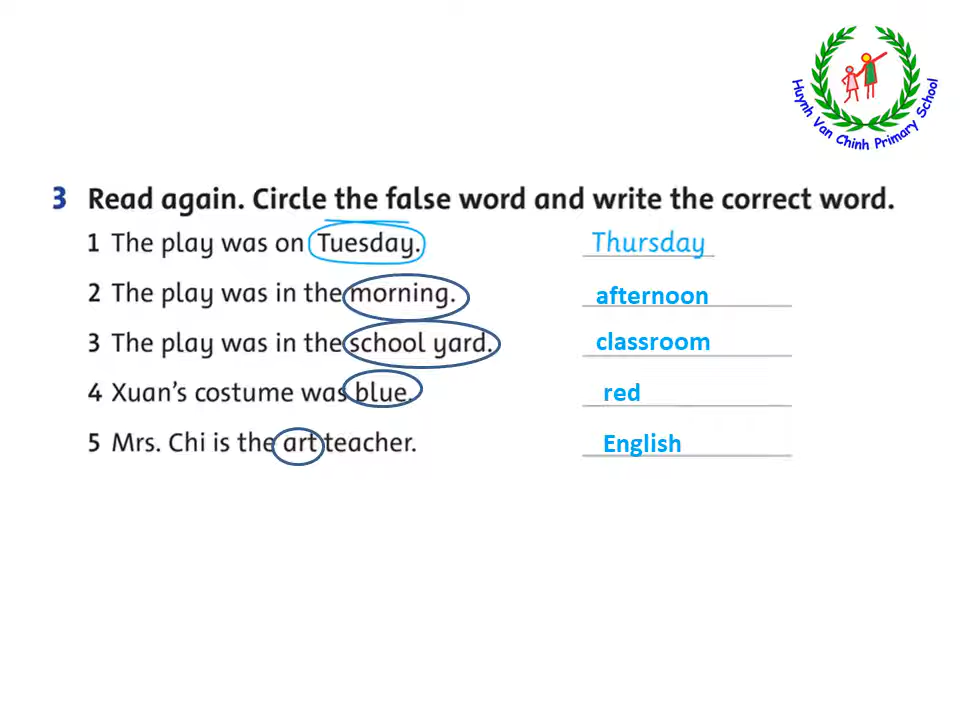 Huynh Van Chinh Primary School
3 Read again. Circle the false word and write the correct word.
1 The play was on Tuesday. Thursday
2 The play was in the morning. afternoon
3 The play was in the school yard. classroom
4 Xuan's costume was blue. red
5 Mrs. Chi is the art teacher. English